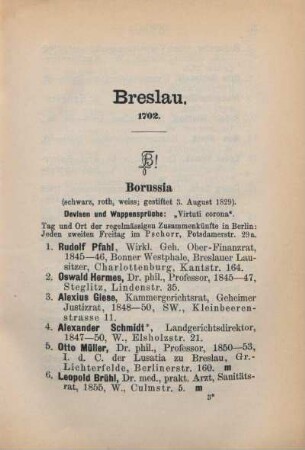 Breslau.
1702.
B!
Borussia
(schwarz, roth, weiss; gestiftet 3. August 1829).
Devisen und Wappensprüche: „Virtuti corona“.
Tag und Ort der regelmässigen Zusammenkünfte in Berlin:
Jeden zweiten Freitag im Pschorr, Potsdamerstr. 29a.
1. Rudolf Pfahl, Wirkl. Geh. Ober-Finanzrat,
1845—46, Bonner Westphale, Breslauer Lau-
sitzer, Charlottenburg, Kantstr. 164.
2. Oswald Hermes, Dr. phil., Professor, 1845—47,
Steglitz, Lindenstr. 35.
3. Alexius Giese, Kammergerichtsrat, Geheimer
Justizrat, 1848—50, SW., Kleinbeeren-
strasse 11.
4. Alexander Schmidt*, Landgerichtsdirektor,
1847—50, W., Elsholzstr. 21.
5. Otto Müller, Dr. phil., Professor, 1850—53,
I. d. C. der Lusatia zu Breslau, Gr.-
Lichterfelde, Berlinerstr. 160. m
6. Leopold Brühl, Dr. med., prakt. Arzt, Sanitäts-
rat, 1855, W., Culmstr. 5. m
3*